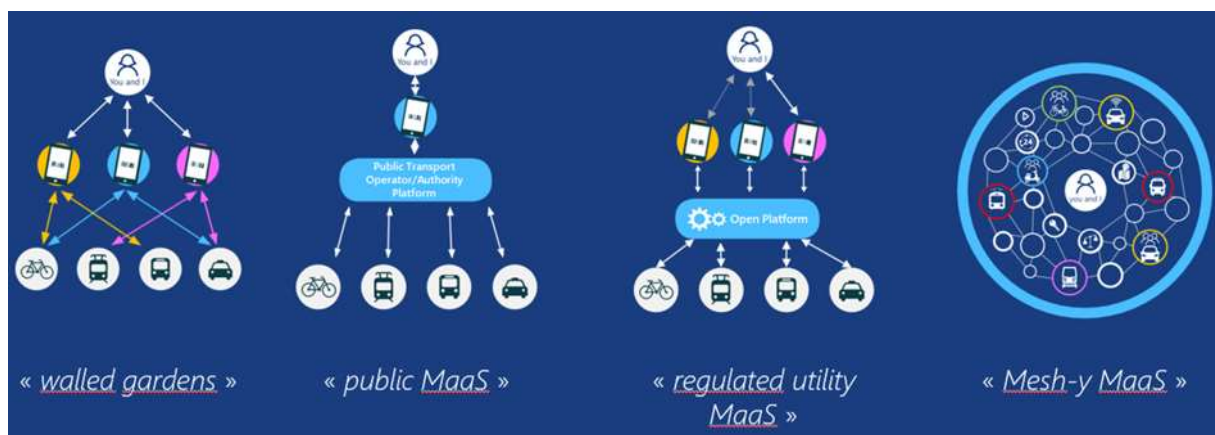 You and I
You and I
You and I
Public Transport
Operator/Authority
Platform
Open Platform
24
you and I
« walled gardens »
« public MaaS »
« regulated utility
MaaS »
« Mesh-y MaaS »